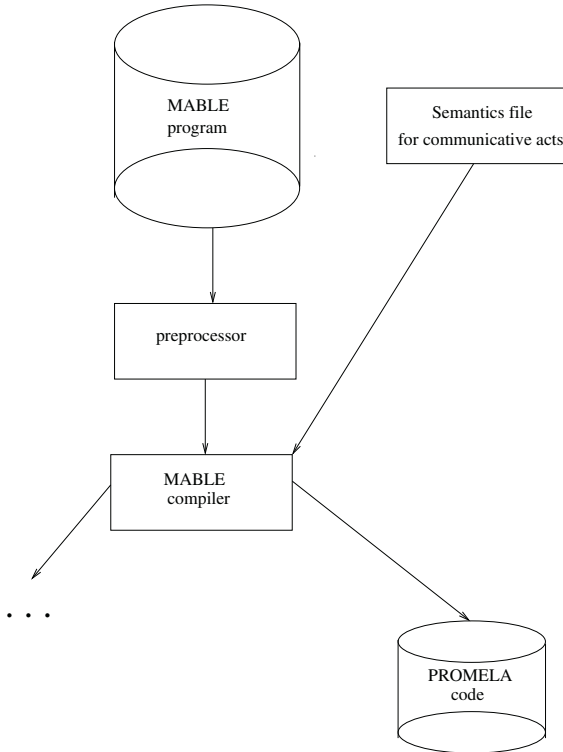 MABLE
program
Semantics file
for communicative acts
preprocessor
MABLE
compiler
. . .
PROMELA
code